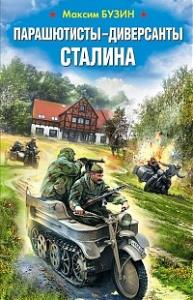 Максим БУЗИН
ПАРАШЮТИСТЫ-ДИВЕРСАНТЫ
СТАЛИНА